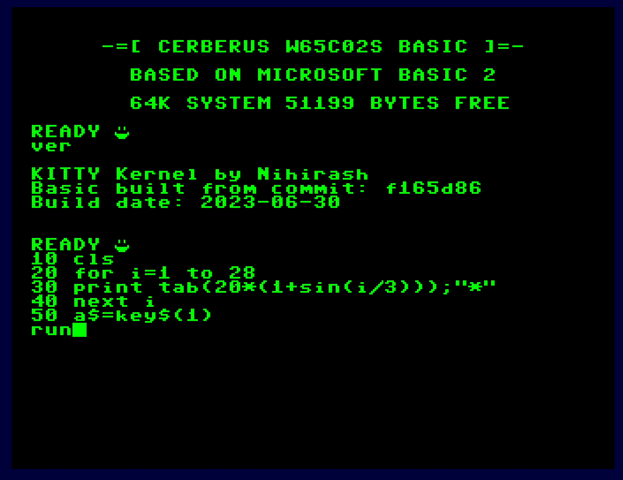 -=[ CERBERUS W65C02S BASIC ]=-
BASED ON MICROSOFT BASIC 2
64K SYSTEM 51199 BYTES FREE
READY
ver
KITTY Kernel by Nihirash
Basic built from commit: f165d86
Build date: 2023-06-30
READY
10 cls
20 for i=1 to 28
30 print tab(20*(1+sin(i/3)));"*"
40 next i
50 a$=key$(1)
run